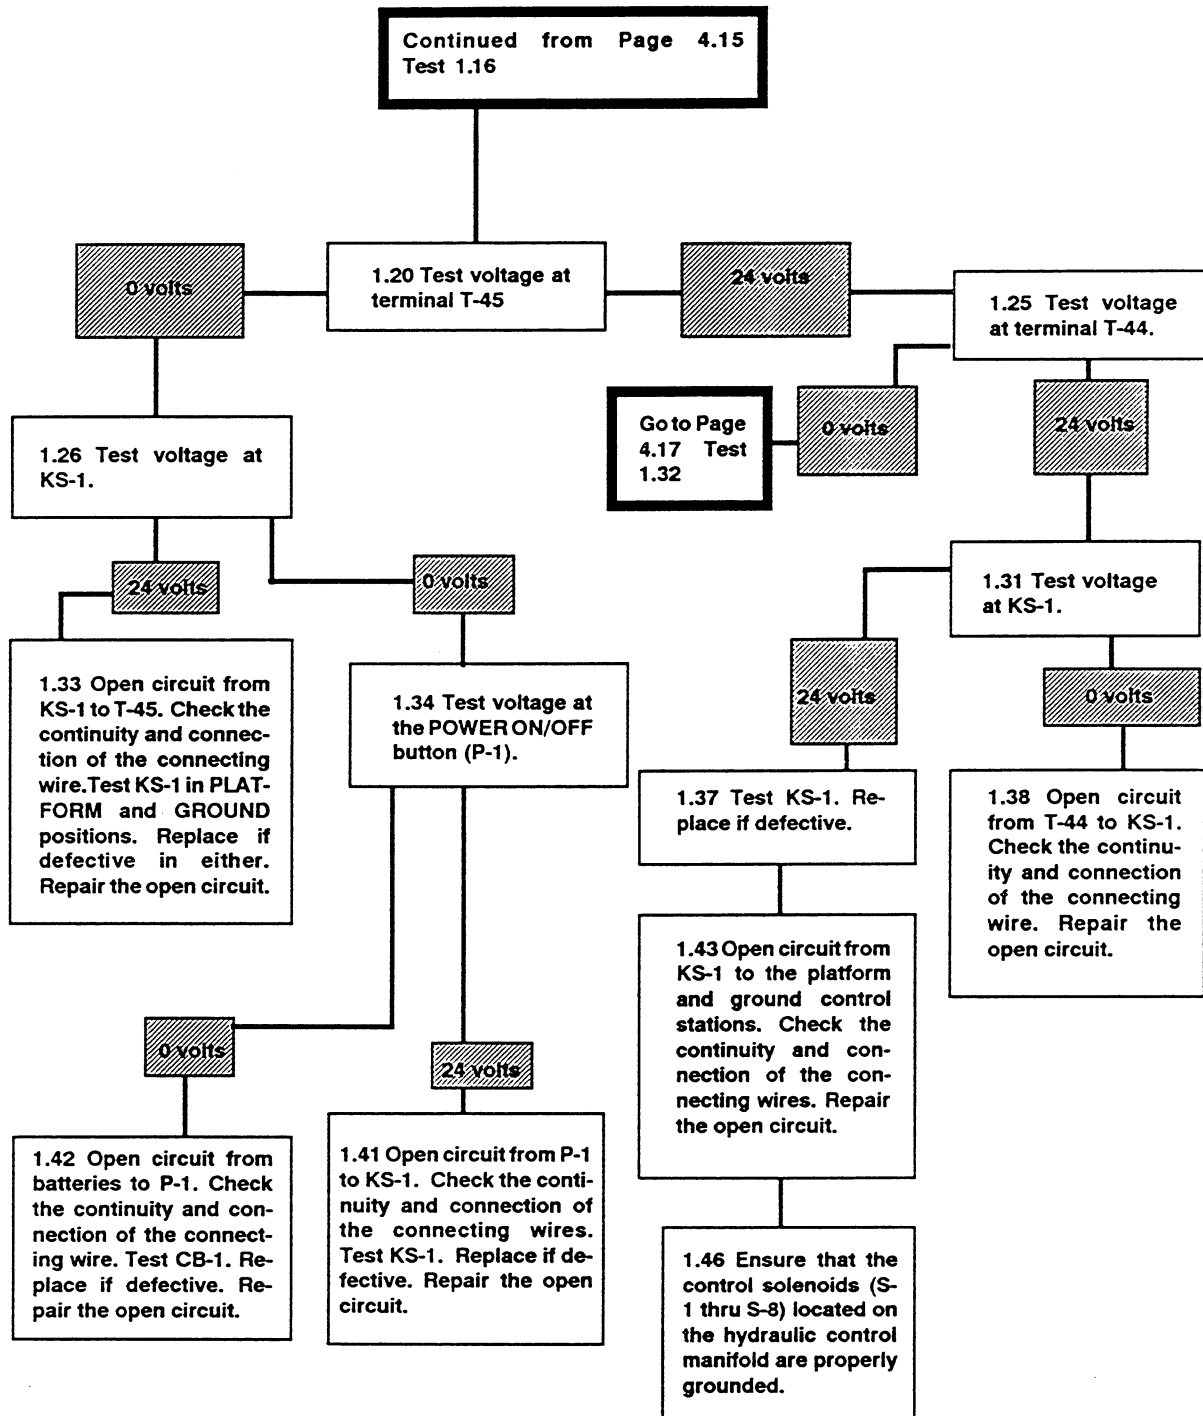 Continued from Page 4.15
Test 1.16
0 volts
1.20 Test voltage at
terminal T-45
24 volts
1.25 Test voltage
at terminal T-44.
Go to Page
4.17 Test
1.32
0 volts
24 volts
1.26 Test voltage at
KS-1.
24 volts
0 volts
1.31 Test voltage
at KS-1.
24 volts
0 volts
1.33 Open circuit from
KS-1 to T-45. Check the
continuity and connec-
tion of the connecting
wire.Test KS-1 in PLAT-
FORM and GROUND
positions. Replace if
defective in either.
Repair the open circuit.
1.34 Test voltage at
the POWER ON/OFF
button (P-1).
1.37 Test KS-1. Re-
place if defective.
1.38 Open circuit
from T-44 to KS-1.
Check the continu-
ity and connection
of the connecting
wire. Repair the
open circuit.
1.43 Open circuit from
KS-1 to the platform
and ground control
stations. Check the
continuity and con-
nection of the con-
necting wires. Repair
the open circuit.
0 volts
24 volts
1.42 Open circuit from
batteries to P-1. Check
the continuity and con-
nection of the connect-
ing wire. Test CB-1. Re-
place if defective. Re-
pair the open circuit.
1.41 Open circuit from P-1
to KS-1. Check the conti-
nuity and connection of
the connecting wires.
Test KS-1. Replace if de-
fective. Repair the open
circuit.
1.46 Ensure that the
control solenoids (S-
1 thru S-8) located on
the hydraulic control
manifold are properly
grounded.